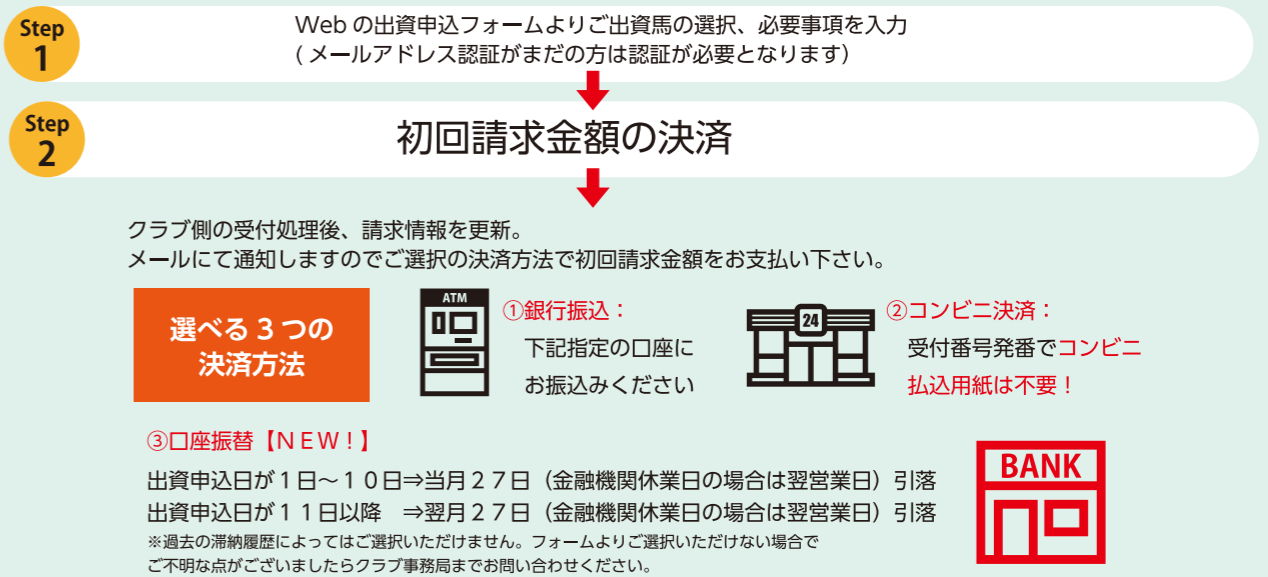 Step
1
Web の出資申込フォームよりご出資馬の選択、必要事項を入力
( メールアドレス認証がまだの方は認証が必要となります）
Step
2
初回請求金額の決済
クラブ側の受付処理後、請求情報を更新。
メールにて通知しますのでご選択の決済方法で初回請求金額をお支払い下さい。
選べる３つの
決済方法
ATM
①銀行振込：
下記指定の口座に
お振込みください
24
②コンビニ決済：
受付番号発番でコンビニ
払込用紙は不要！
③口座振替【ＮＥＷ！】
出資申込日が１日～１０日⇒当月２７日（金融機関休業日の場合は翌営業日）引落
出資申込日が１１日以降　⇒翌月２７日（金融機関休業日の場合は翌営業日）引落
※過去の滞納履歴によってはご選択いただけません。フォームよりご選択いただけない場合で
ご不明な点がございましたらクラブ事務局までお問い合わせください。
BANK